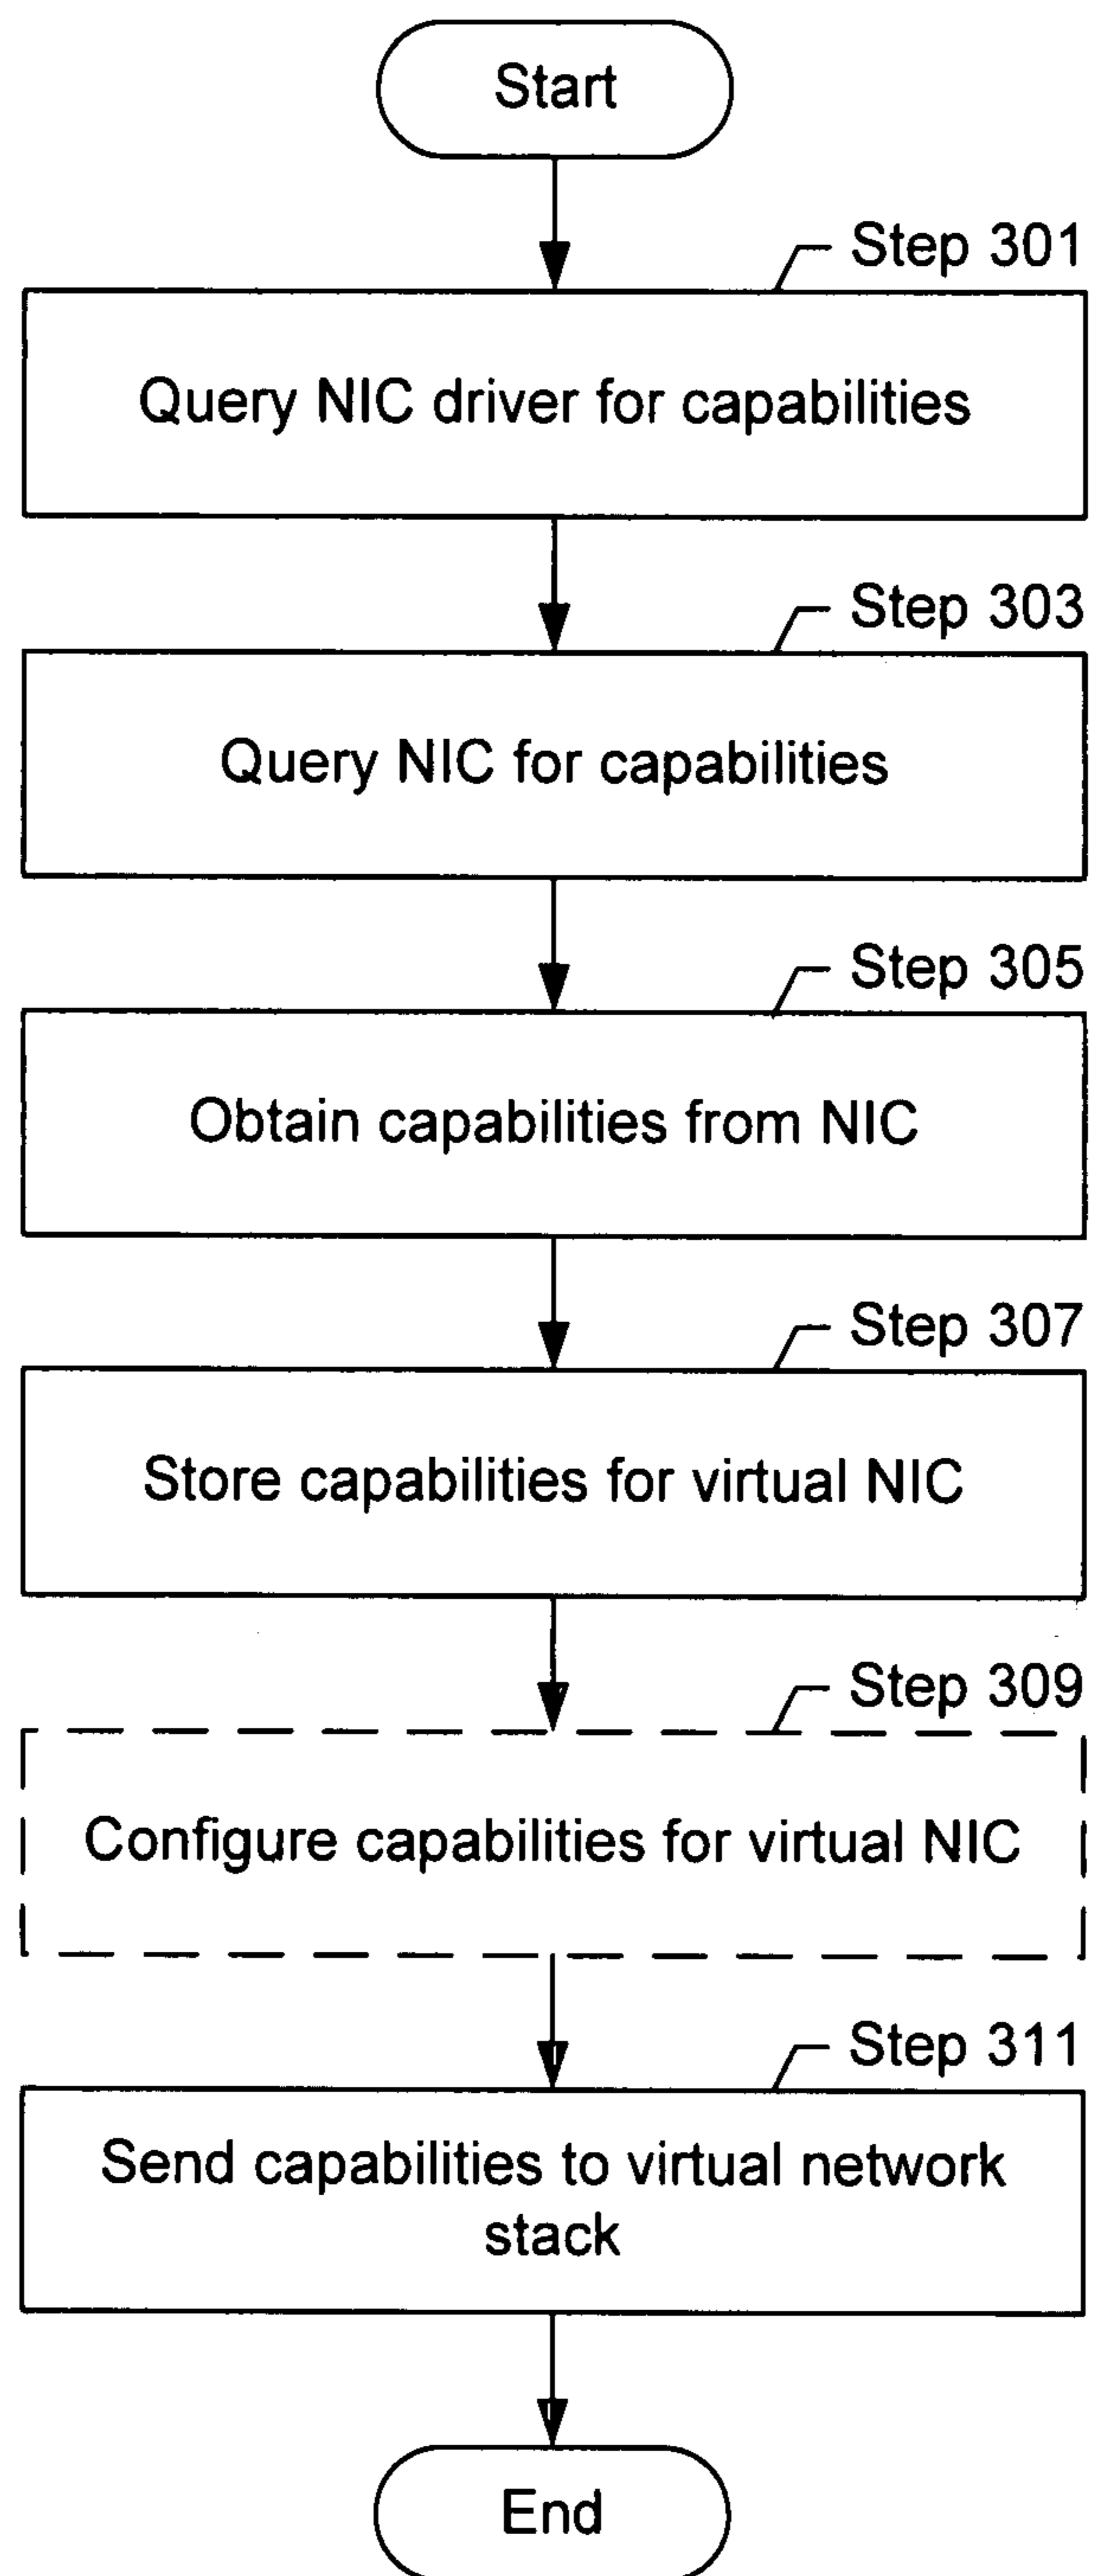 Start
Step 301
Query NIC driver for capabilities
Step 303
Query NIC for capabilities
Step 305
Obtain capabilities from NIC
Step 307
Store capabilities for virtual NIC
Step 309
Configure capabilities for virtual NIC
Step 311
Send capabilities to virtual network
stack
End